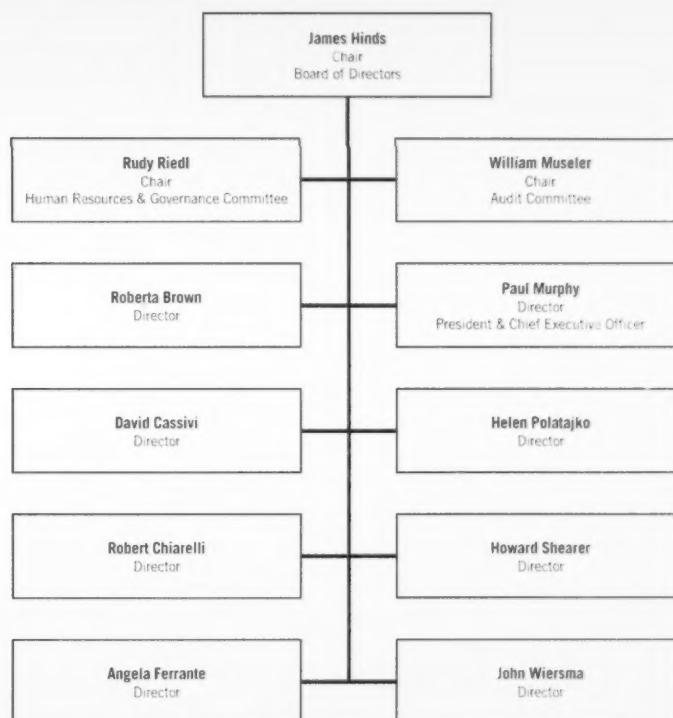 James Hinds
Chair
Board of Directors
Rudy Riedl
Chair
Human Resources & Governance Committee
William Museler
Chair
Audit Committee
Roberta Brown
Director
Paul Murphy
Director
President & Chief Executive Officer
David Cassivi
Director
Helen Polatajko
Director
Robert Chiarelli
Director
Howard Shearer
Director
Angela Ferrante
Director
John Wiersma
Director